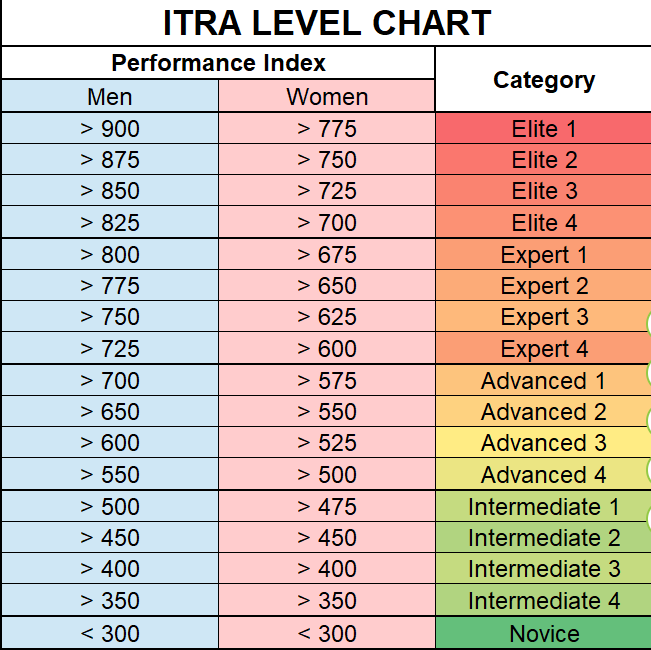 ITRA LEVEL CHART
Performance Index
Category
Men Women
> 900 > 775 Elite 1
> 875 > 750 Elite 2
> 850 > 725 Elite 3
> 825 > 700 Elite 4
> 800 > 675 Expert 1
> 775 > 650 Expert 2
> 750 > 625 Expert 3
> 725 > 600 Expert 4
> 700 > 575 Advanced 1
> 650 > 550 Advanced 2
> 600 > 525 Advanced 3
> 550 > 500 Advanced 4
> 500 > 475 Intermediate 1
> 450 > 450 Intermediate 2
> 400 > 400 Intermediate 3
> 350 > 350 Intermediate 4
< 300 < 300 Novice